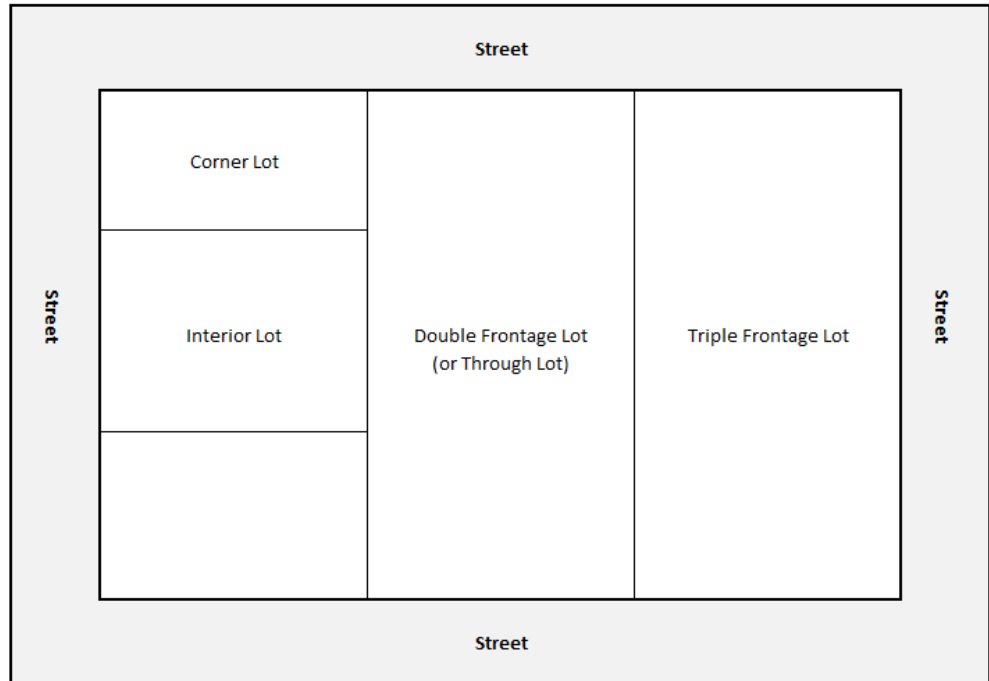 Street
Corner Lot
Street
Interior Lot
Double Frontage Lot
(or Through Lot)
Triple Frontage Lot
Street
Street